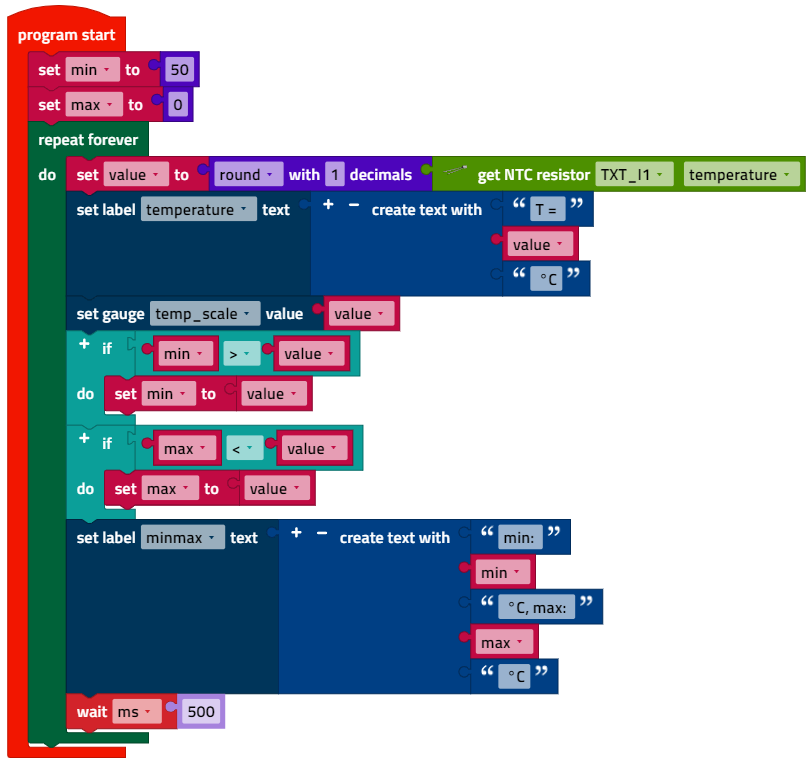 program start
set min to 50
set max to 0
repeat forever
do set value to round with 1 decimals get NTC resistor TXT_I1 temperature
set label temperature text + − create text with “ T = ”
value
“ °C ”
set gauge temp_scale value value
+ if min > value
do set min to value
+ if max < value
do set max to value
set label minmax text + − create text with “ min: ”
min
“ °C, max: ”
max
“ °C ”
wait ms 500